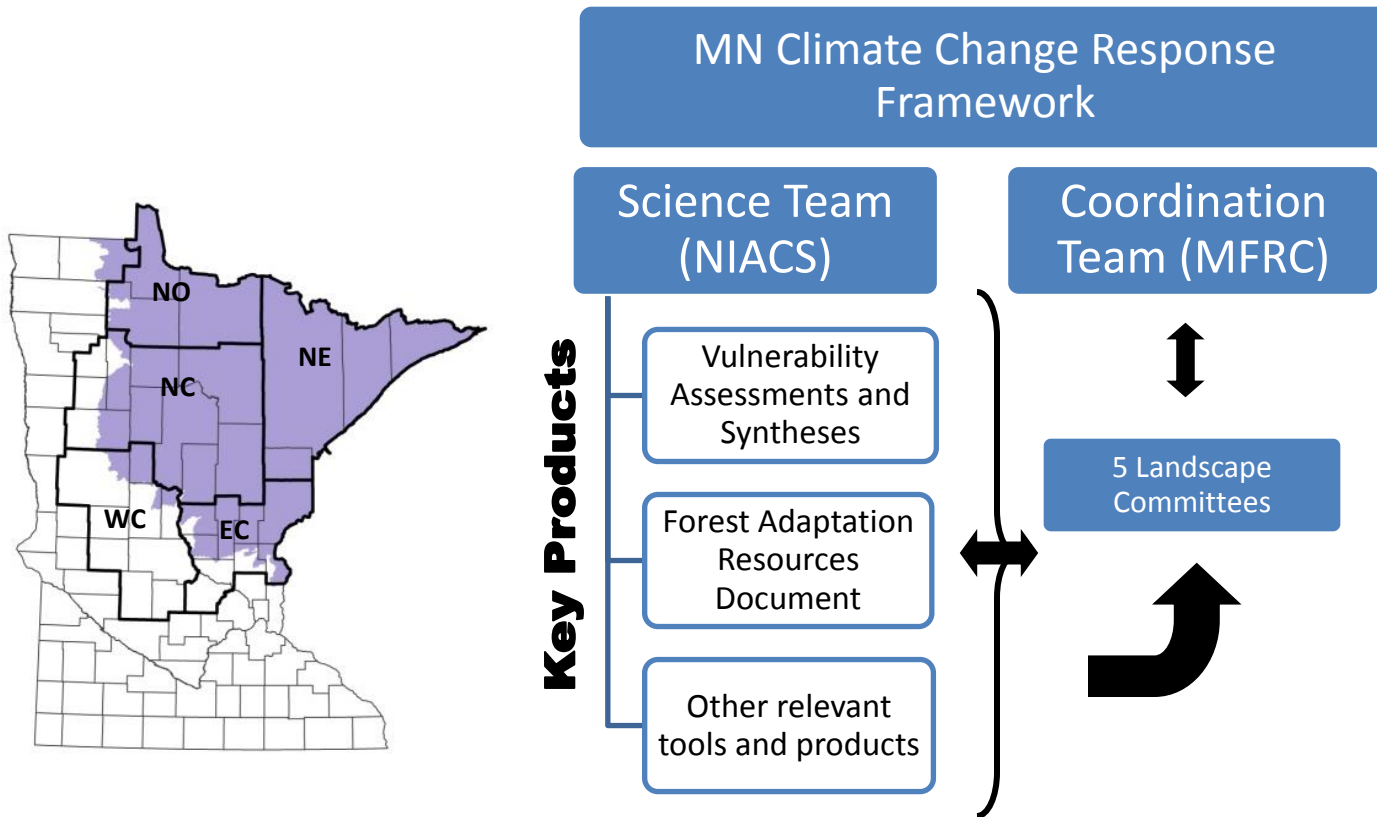 MN Climate Change Response
Framework
Science Team
(NIACS)
Coordination
Team (MFRC)
NO
NE
NC
WC
EC
Key Products
Vulnerability
Assessments and
Syntheses
Forest Adaptation
Resources
Document
Other relevant
tools and products
5 Landscape
Committees